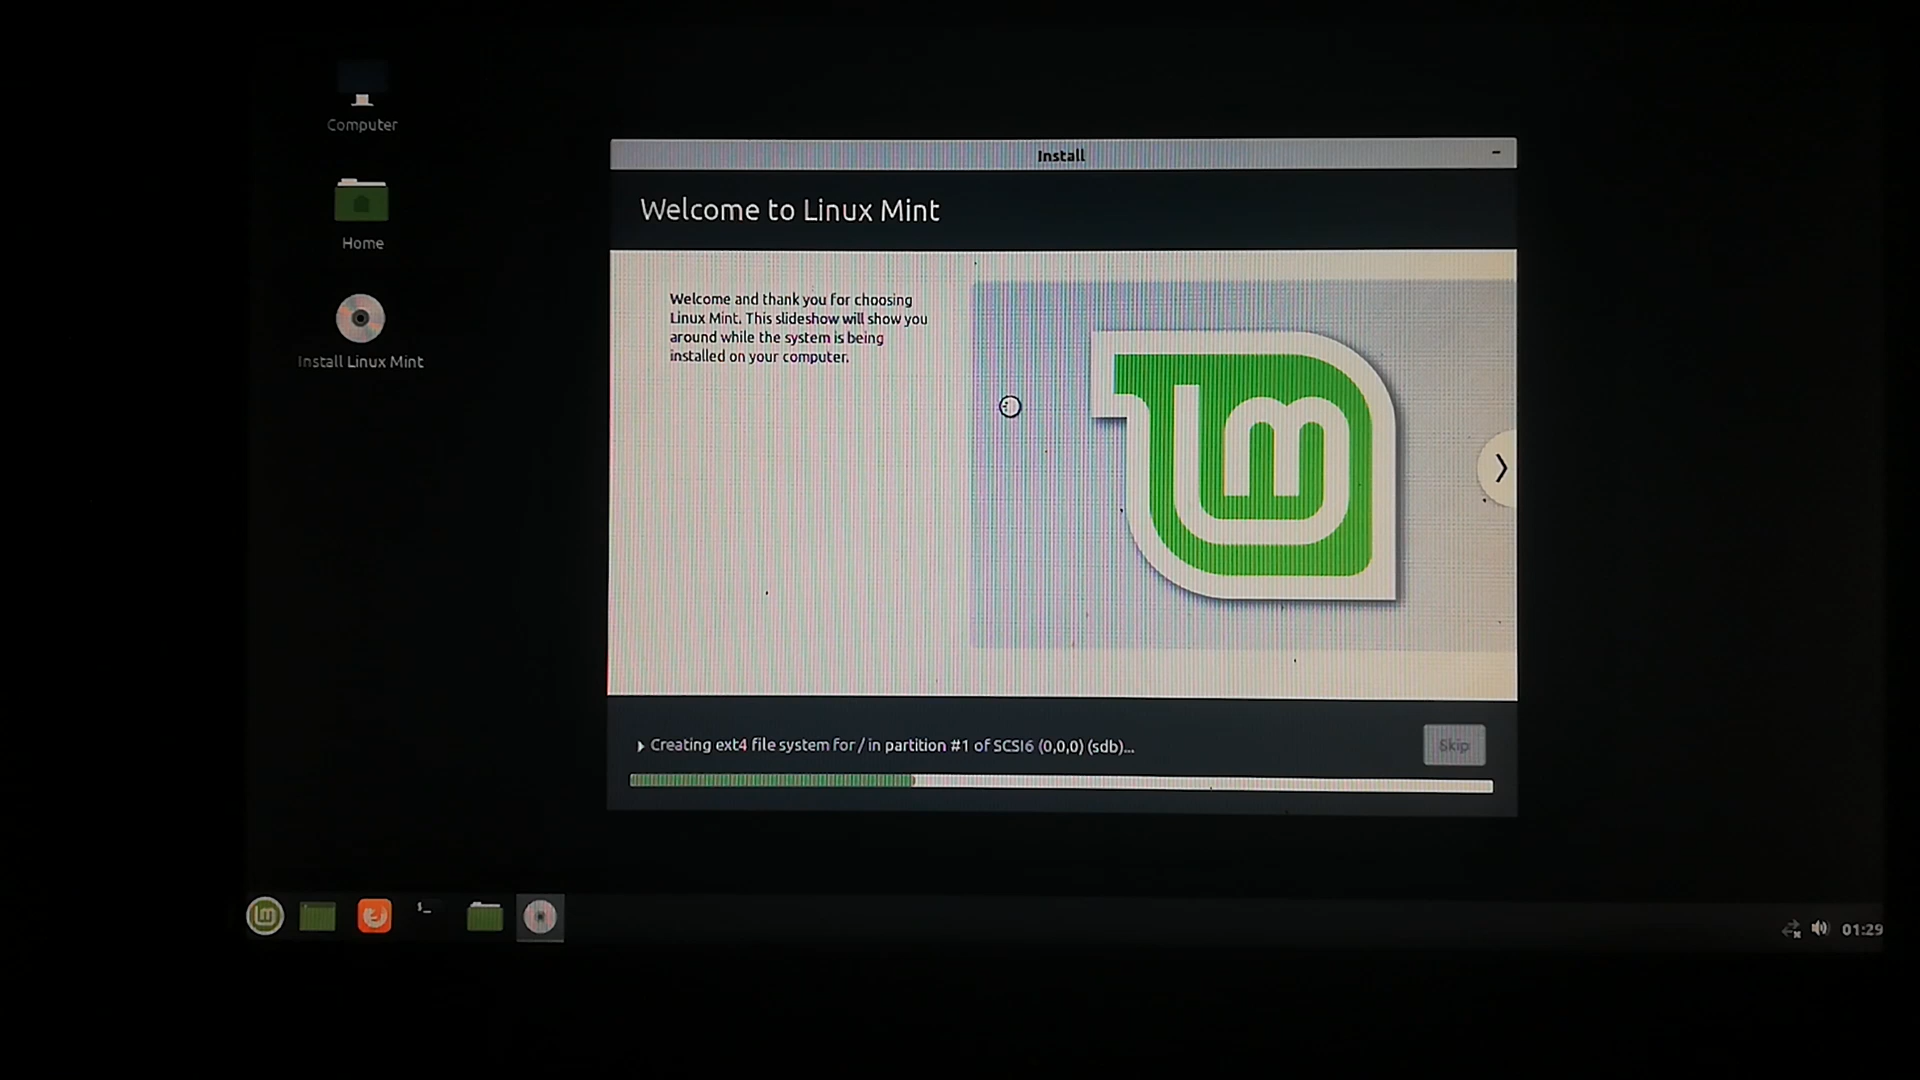 Computer
Home
Install Linux Mint
Install
Welcome to Linux Mint
Welcome and thank you for choosing
Linux Mint. This slideshow will show you
around while the system is being
installed on your computer.
Creating ext4 file system for / in partition #1 of SCSI6 (0,0,0) (sdb)...
Skip
$_
01:29